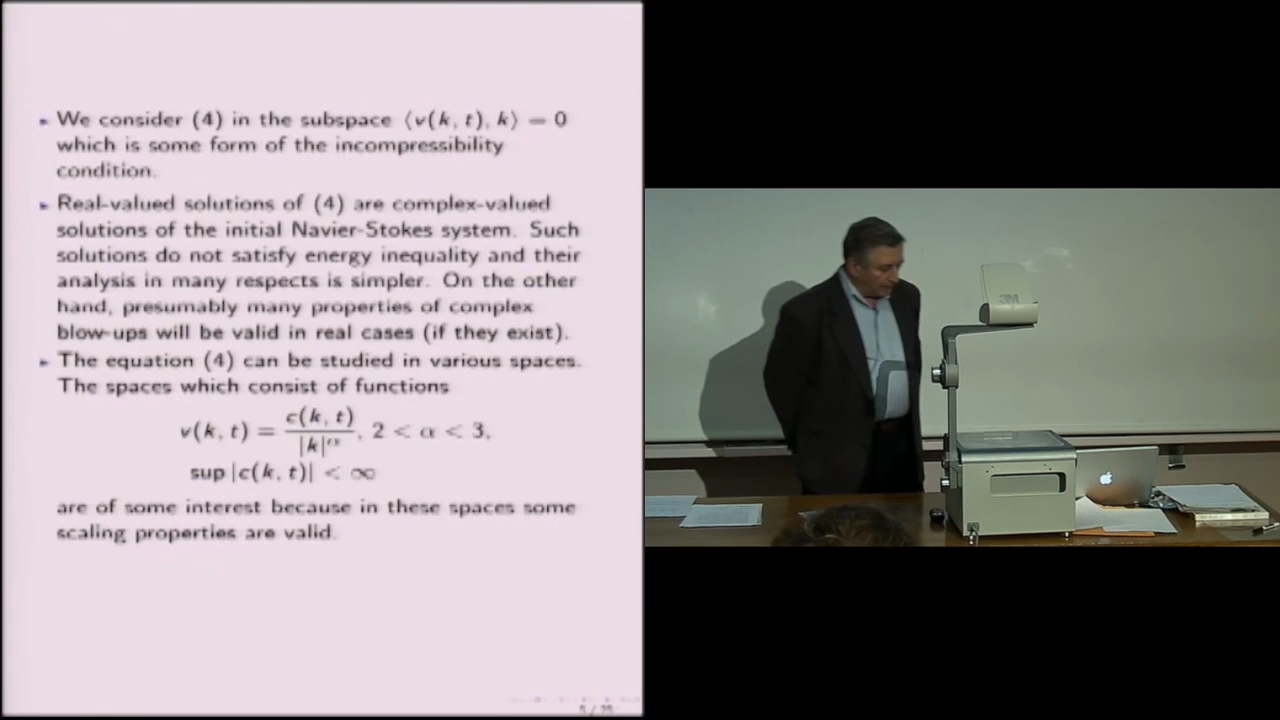 We consider (4) in the subspace ⟨v(k, t), k⟩ = 0
which is some form of the incompressibility
condition.
Real-valued solutions of (4) are complex-valued
solutions of the initial Navier-Stokes system. Such
solutions do not satisfy energy inequality and their
analysis in many respects is simpler. On the other
hand, presumably many properties of complex
blow-ups will be valid in real cases (if they exist).
The equation (4) can be studied in various spaces.
The spaces which consist of functions
v(k, t) = c(k, t) / |k|^α, 2 < α < 3,
sup |c(k, t)| < ∞
are of some interest because in these spaces some
scaling properties are valid.
3M